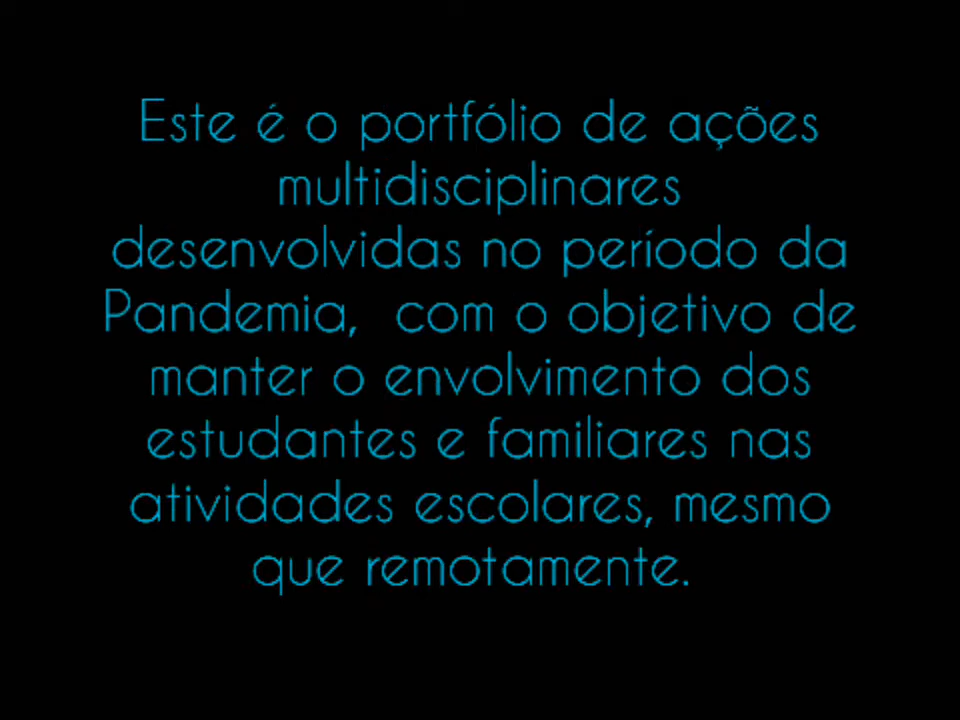 Este é o portfólio de ações
multidisciplinares
desenvolvidas no período da
Pandemia,  com o objetivo de
manter o envolvimento dos
estudantes e familiares nas
atividades escolares, mesmo
que remotamente.